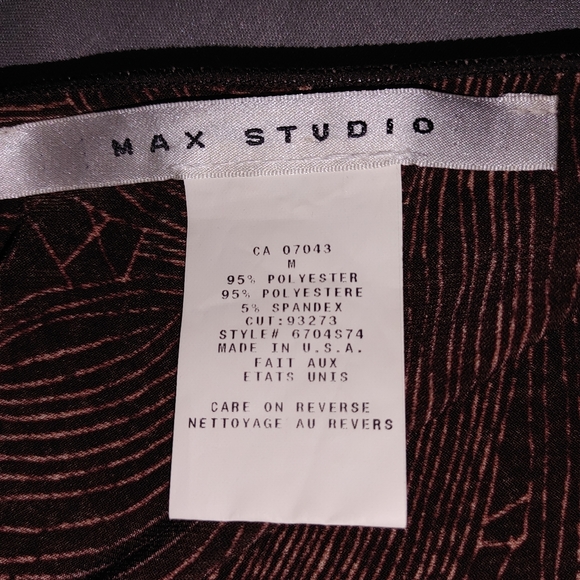 MAX STUDIO
CA 07043
M
95% POLYESTER
95% POLYESTERE
5% SPANDEX
CUT:93273
STYLE# 6704S74
MADE IN U.S.A.
FAIT AUX
ETATS UNIS
CARE ON REVERSE
NETTOYAGE AU REVERS